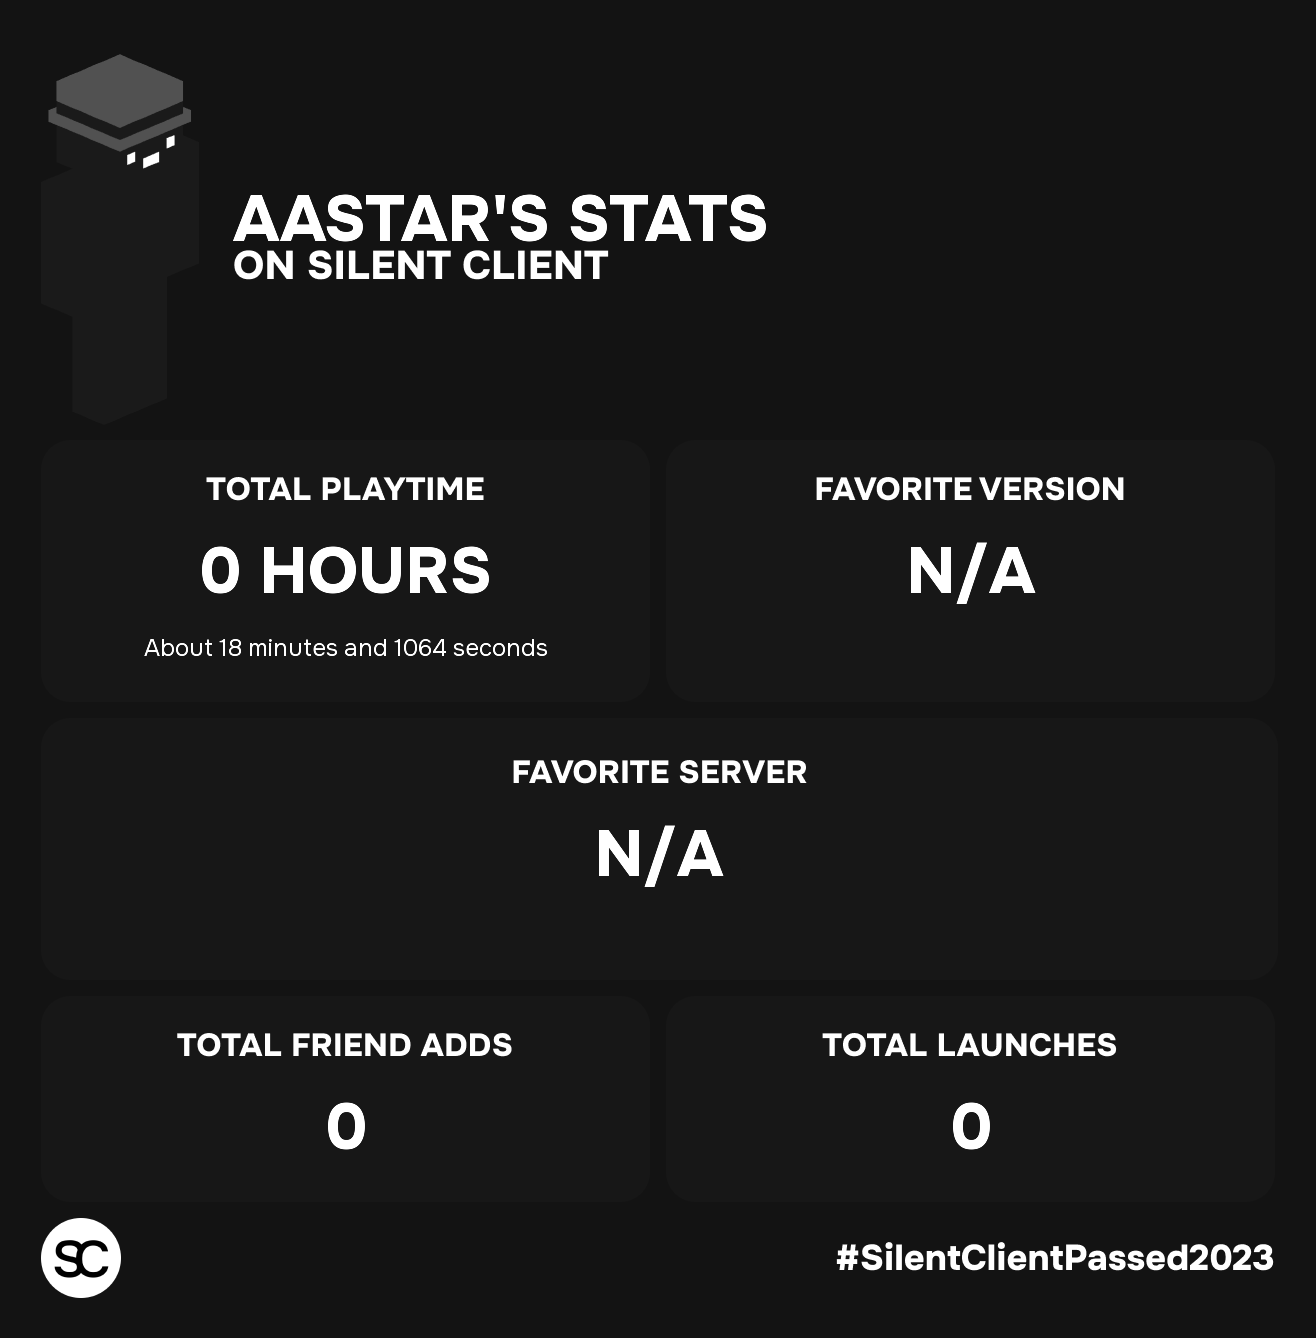 AASTAR'S STATS
ON SILENT CLIENT
TOTAL PLAYTIME
0 HOURS
About 18 minutes and 1064 seconds
FAVORITE VERSION
N/A
FAVORITE SERVER
N/A
TOTAL FRIEND ADDS
0
TOTAL LAUNCHES
0
SC
#SilentClientPassed2023